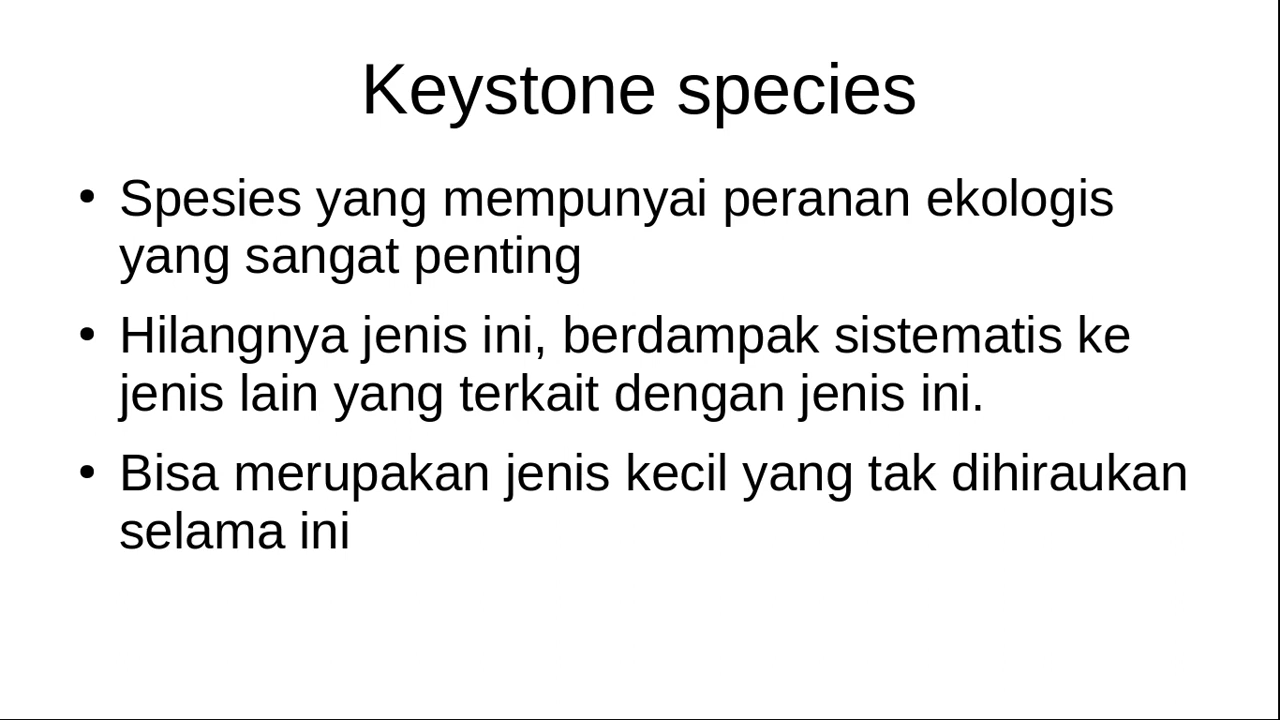 Keystone species
• Spesies yang mempunyai peranan ekologis
yang sangat penting
• Hilangnya jenis ini, berdampak sistematis ke
jenis lain yang terkait dengan jenis ini.
• Bisa merupakan jenis kecil yang tak dihiraukan
selama ini